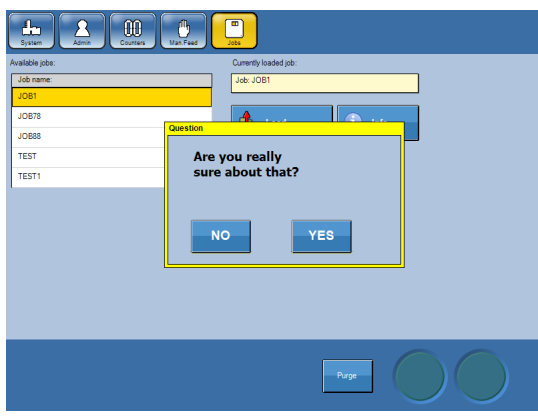 System Admin Counters Man.Feed Jobs
Available jobs: Currently loaded job:
Job name: Job: JOB1
JOB1
JOB78
JOB88
TEST
TEST1
Question
Are you really
sure about that?
NO YES
Purge